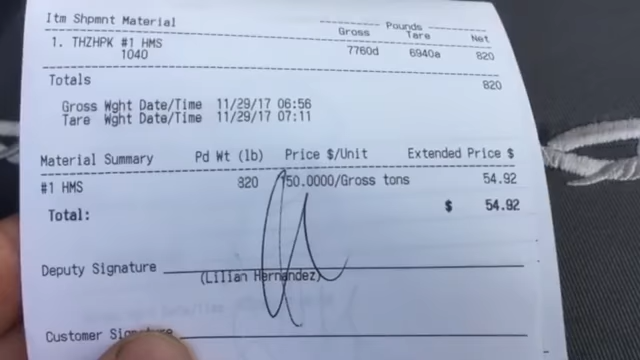 Itm Shpmnt Material
-------- Pounds --------
Gross Tare Net
1. THZHPK #1 HMS 7760d 6940a 820
1040
Totals 820
Gross Wght Date/Time 11/29/17 06:56
Tare Wght Date/Time 11/29/17 07:11
Material Summary Pd Wt (lb) Price $/Unit Extended Price $
#1 HMS 820 150.0000/Gross tons 54.92
Total: $ 54.92
Deputy Signature
(Lilian Hernandez)
Customer Signature